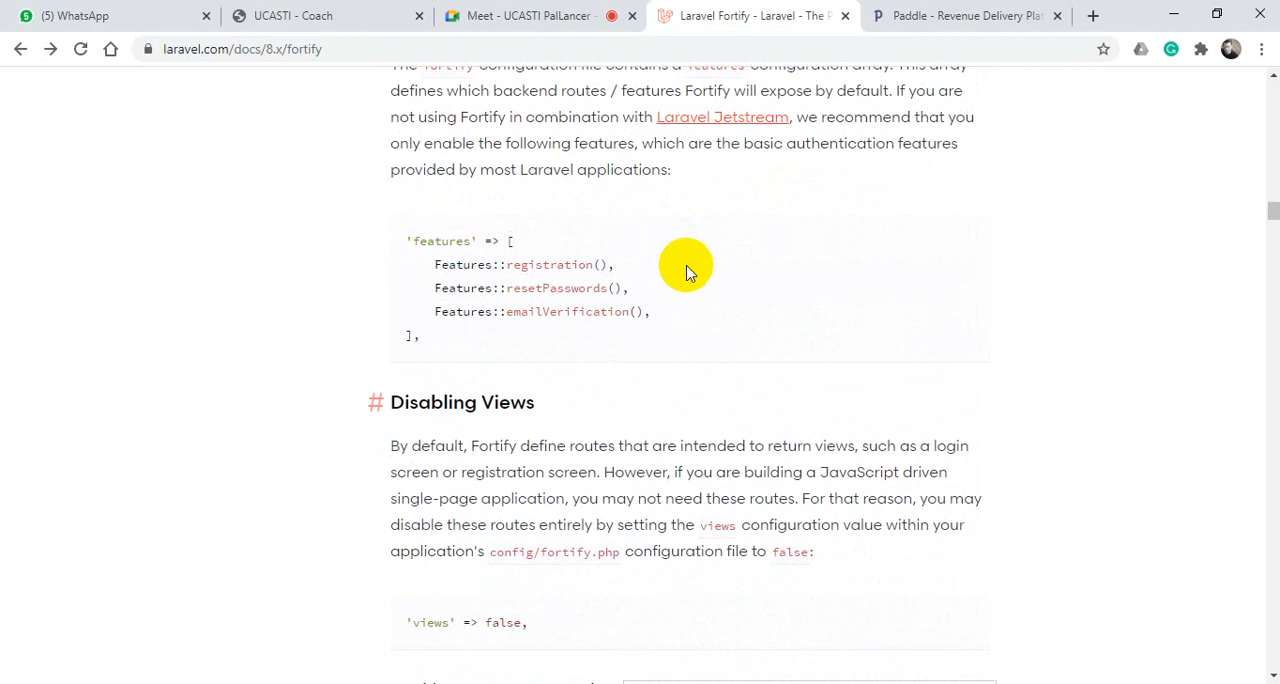 (5) WhatsApp
UCASTI - Coach
Meet - UCASTI PalLancer -
Laravel Fortify - Laravel - The P
Paddle - Revenue Delivery Plat
laravel.com/docs/8.x/fortify
The fortify configuration file contains a features configuration array. This array
defines which backend routes / features Fortify will expose by default. If you are
not using Fortify in combination with Laravel Jetstream, we recommend that you
only enable the following features, which are the basic authentication features
provided by most Laravel applications:
'features' => [
Features::registration(),
Features::resetPasswords(),
Features::emailVerification(),
],
# Disabling Views
By default, Fortify define routes that are intended to return views, such as a login
screen or registration screen. However, if you are building a JavaScript driven
single-page application, you may not need these routes. For that reason, you may
disable these routes entirely by setting the views configuration value within your
application's config/fortify.php configuration file to false:
'views' => false,